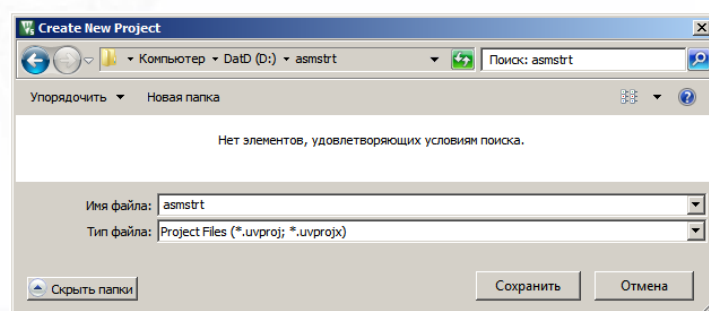 Create New Project
Компьютер DatD (D:) asmstrt Поиск: asmstrt
Упорядочить Новая папка
Нет элементов, удовлетворяющих условиям поиска.
Имя файла: asmstrt
Тип файла: Project Files (*.uvproj; *.uvprojx)
Скрыть папки Сохранить Отмена